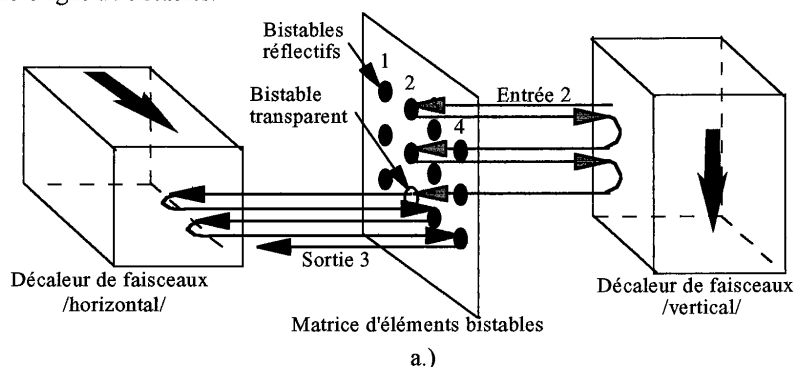 Bistables
réflectifs
1
2
Bistable
transparent
Entrée 2
4
Sortie 3
Décaleur de faisceaux
/horizontal/
Décaleur de faisceaux
/vertical/
Matrice d'éléments bistables
a.)